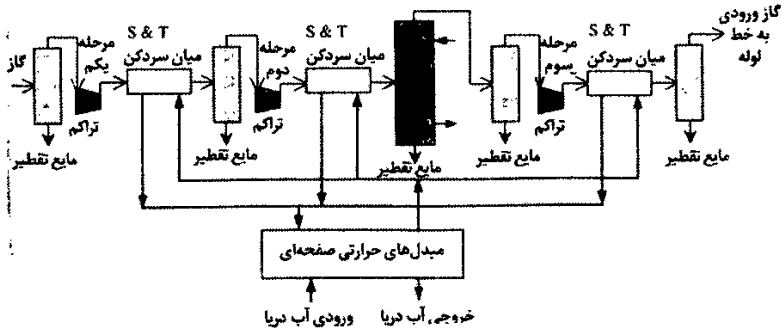 گاز
مرحله
یکم
تراکم
مایع تقطیر
S & T
میان سردکن
مرحله
دوم
تراکم
مایع تقطیر
S & T
میان سردکن
مایع تقطیر
مرحله
سوم
تراکم
مایع تقطیر
S & T
میان سردکن
مایع تقطیر
گاز ورودی
به خط
لوله
مبدل‌های حرارتی صفحه‌ای
ورودی آب دریا
خروجی آب دریا